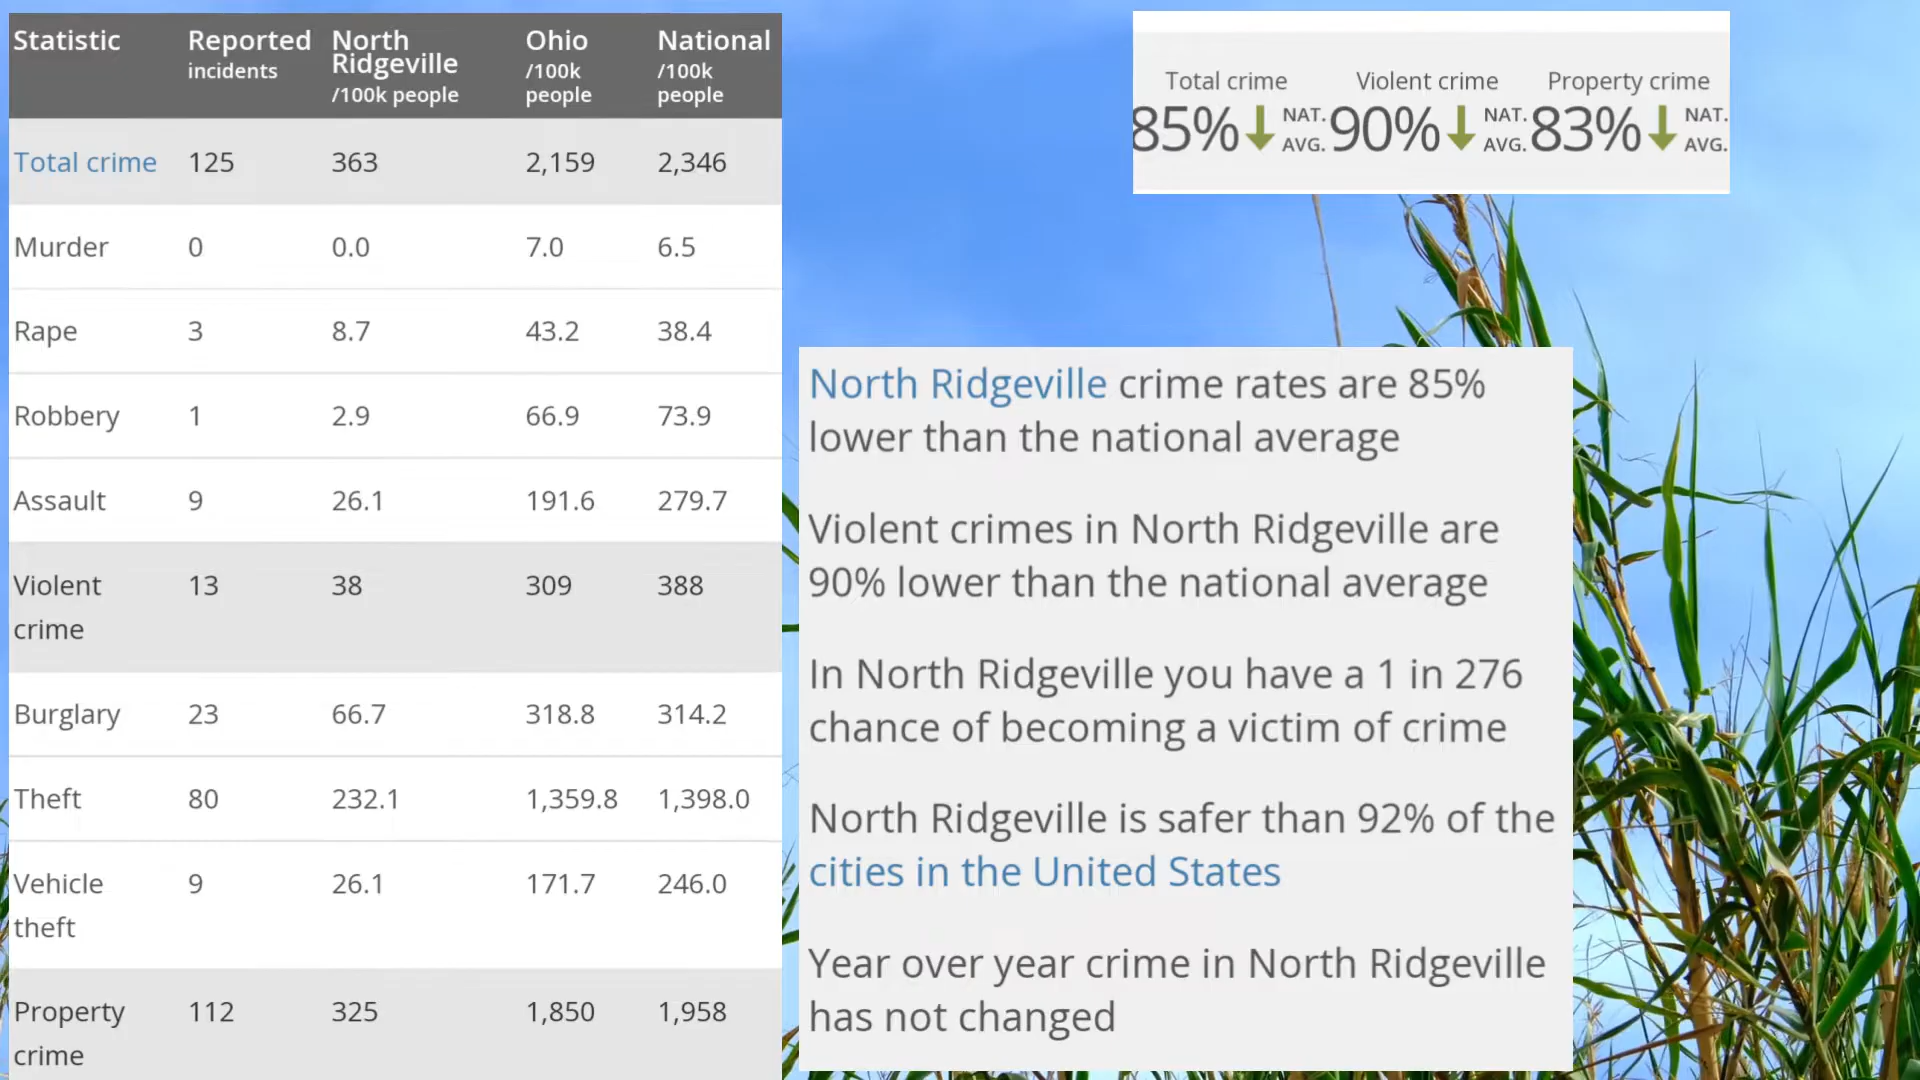 Statistic Reported incidents North Ridgeville /100k people Ohio /100k people National /100k people
Total crime 125 363 2,159 2,346
Murder 0 0.0 7.0 6.5
Rape 3 8.7 43.2 38.4
Robbery 1 2.9 66.9 73.9
Assault 9 26.1 191.6 279.7
Violent crime 13 38 309 388
Burglary 23 66.7 318.8 314.2
Theft 80 232.1 1,359.8 1,398.0
Vehicle theft 9 26.1 171.7 246.0
Property crime 112 325 1,850 1,958
Total crime Violent crime Property crime
85% NAT. AVG. 90% NAT. AVG. 83% NAT. AVG.
North Ridgeville crime rates are 85%
lower than the national average
Violent crimes in North Ridgeville are
90% lower than the national average
In North Ridgeville you have a 1 in 276
chance of becoming a victim of crime
North Ridgeville is safer than 92% of the
cities in the United States
Year over year crime in North Ridgeville
has not changed